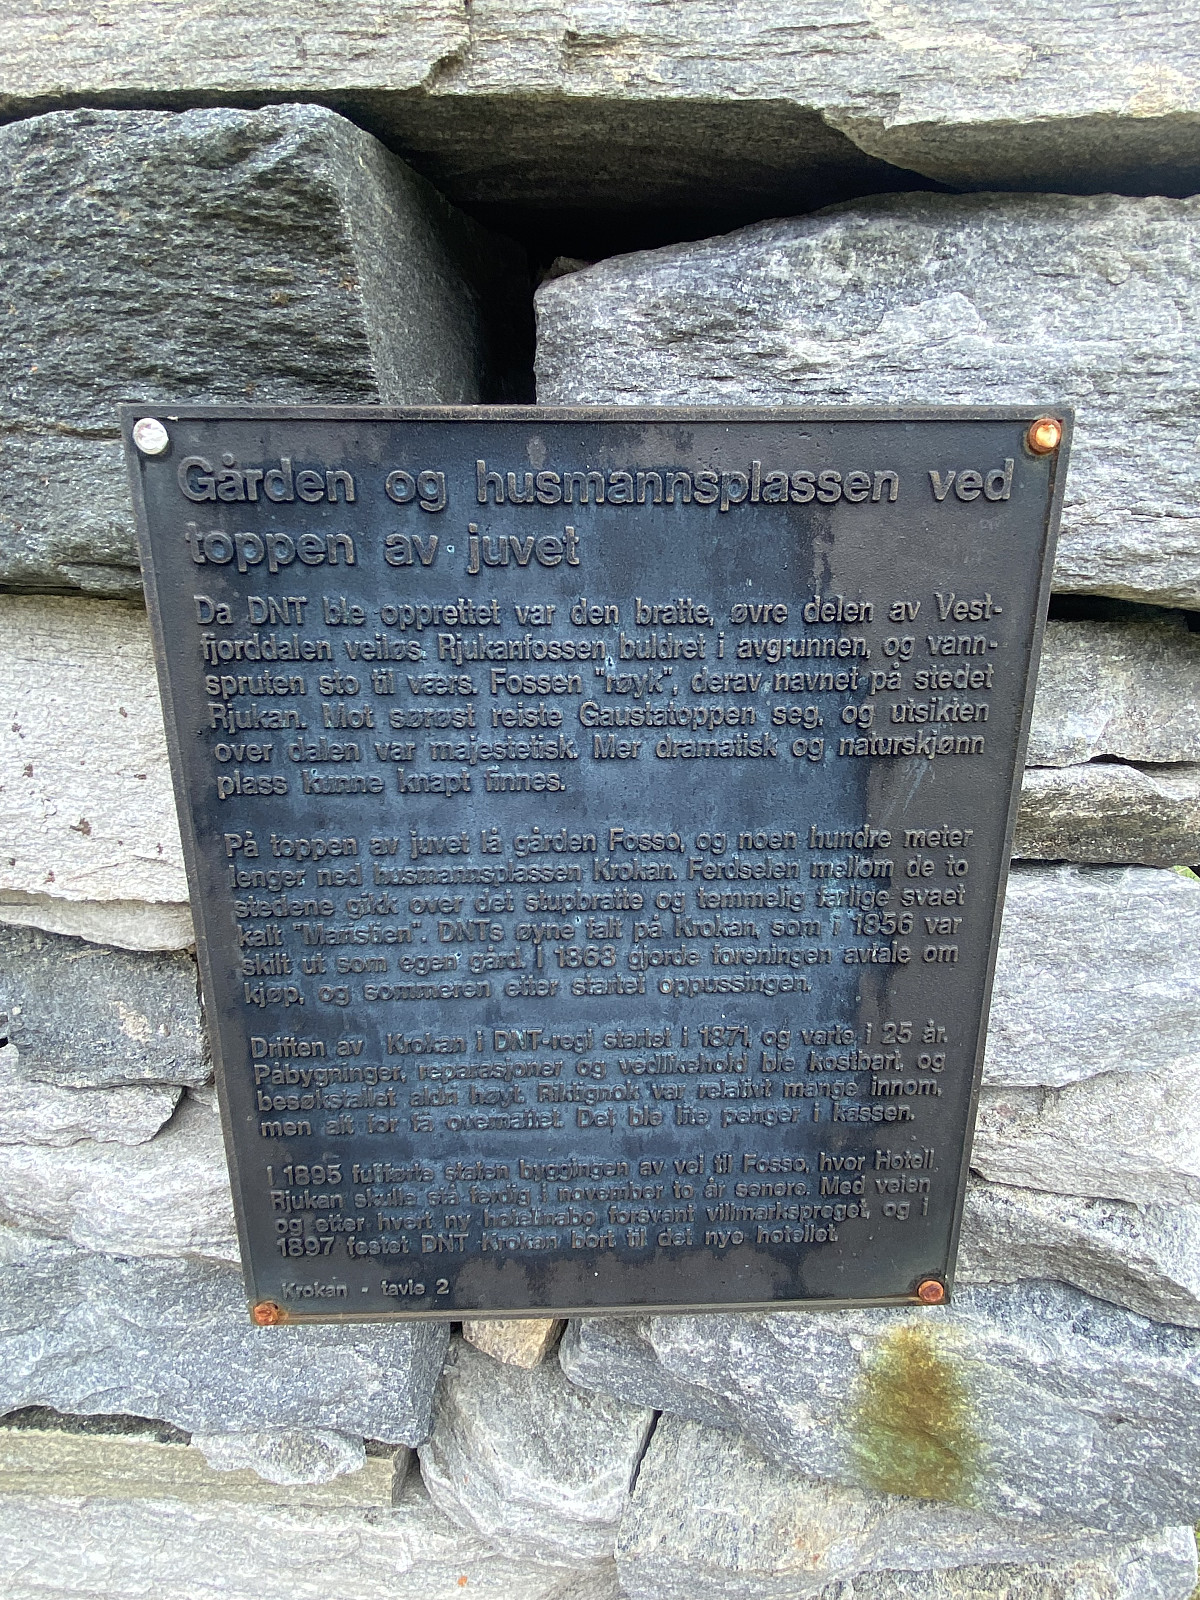 Gården og husmannsplassen ved
toppen av juvet
Da DNT ble opprettet var den bratte, øvre delen av Vest-
fjorddalen veiløs. Rjukanfossen buldret i avgrunnen, og vann-
spruten sto til værs. Fossen "røyk", derav navnet på stedet
Rjukan. Mot sørøst reiste Gaustatoppen seg, og utsikten
over dalen var majestetisk. Mer dramatisk og naturskjønn
plass kunne knapt finnes.
På toppen av juvet lå gården Fosso, og noen hundre meter
lenger ned husmannsplassen Krokan. Ferdselen mellom de to
stedene gikk over det stupbratte og temmelig farlige svaet
kalt "Maristien". DNTs øyne falt på Krokan, som i 1856 var
skilt ut som egen gård. I 1863 gjorde foreningen avtale om
kjøp, og sommeren etter startet oppussingen.
Driften av Krokan i DNT-regi startet i 1871, og varte i 25 år.
Påbygninger, reparasjoner og vedlikehold ble kostbart, og
besøkstallet aldri høyt. Riktignok var relativt mange innom,
men alt for få overnattet. Det ble lite penger i kassen.
I 1895 fullførte staten byggingen av vei til Fosso, hvor Hotell
Rjukan skulle stå ferdig i november to år senere. Med veien
og etter hvert ny hotellnabo forsvant villmarkspreget, og i
1897 festet DNT Krokan bort til det nye hotellet.
Krokan - tavle 2